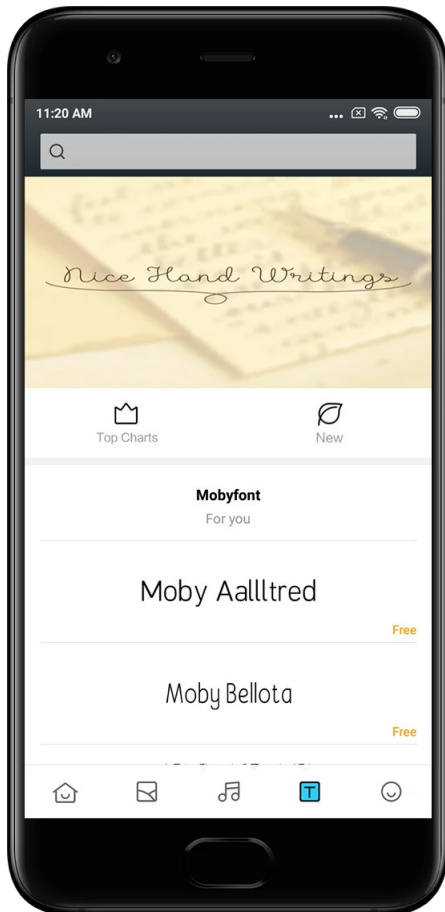 11:20 AM
Nice Hand Writings
Top Charts
New
Mobyfont
For you
Moby Aallltred
Free
Moby Bellota
Free
T